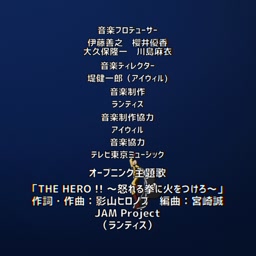 音楽プロデューサー
伊藤善之　櫻井優香
大久保隆一　川島麻衣
音楽ディレクター
堤健一郎（アイウィル）
音楽制作
ランティス
音楽制作協力
アイウィル
音楽協力
テレビ東京ミュージック
オープニング主題歌
「THE HERO !! ～怒れる拳に火をつけろ～」
作詞・作曲：影山ヒロノブ　編曲：宮崎誠
JAM Project
（ランティス）